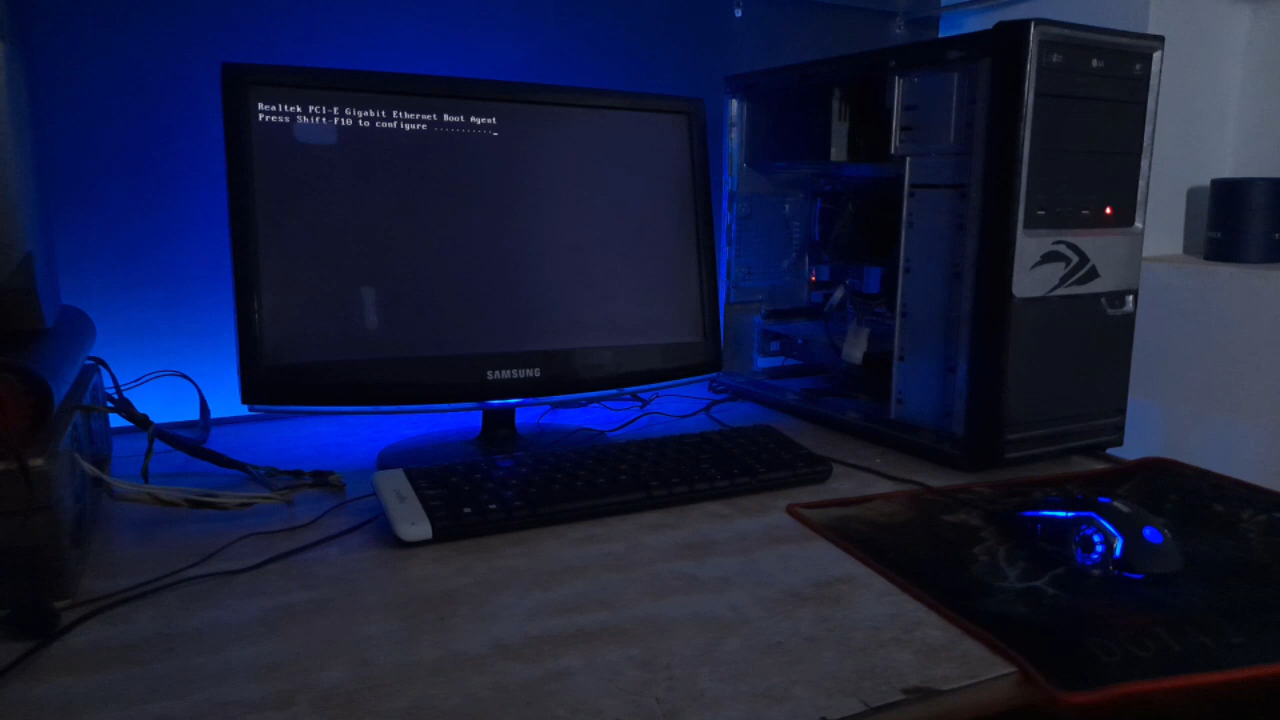 Realtek PCI-E Gigabit Ethernet Boot Agent
Press Shift-F10 to configure ..........._
SAMSUNG